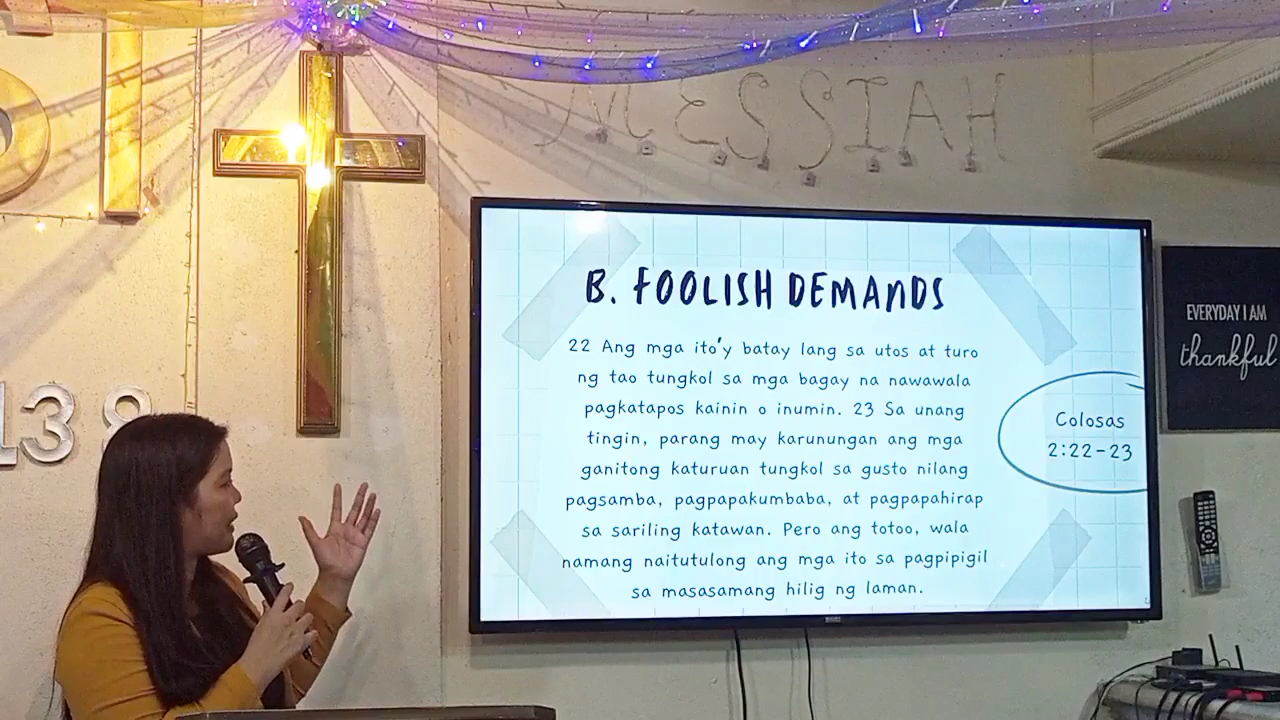 MESSIAH
B. FOOLISH DEMANDS
22 Ang mga ito'y batay lang sa utos at turo
ng tao tungkol sa mga bagay na nawawala
pagkatapos kainin o inumin. 23 Sa unang
tingin, parang may karunungan ang mga
ganitong katuruan tungkol sa gusto nilang
pagsamba, pagpapakumbaba, at pagpapahirap
sa sariling katawan. Pero ang totoo, wala
namang naitutulong ang mga ito sa pagpipigil
sa masasamang hilig ng laman.
Colosas
2:22-23
EVERYDAY I AM
thankful
138